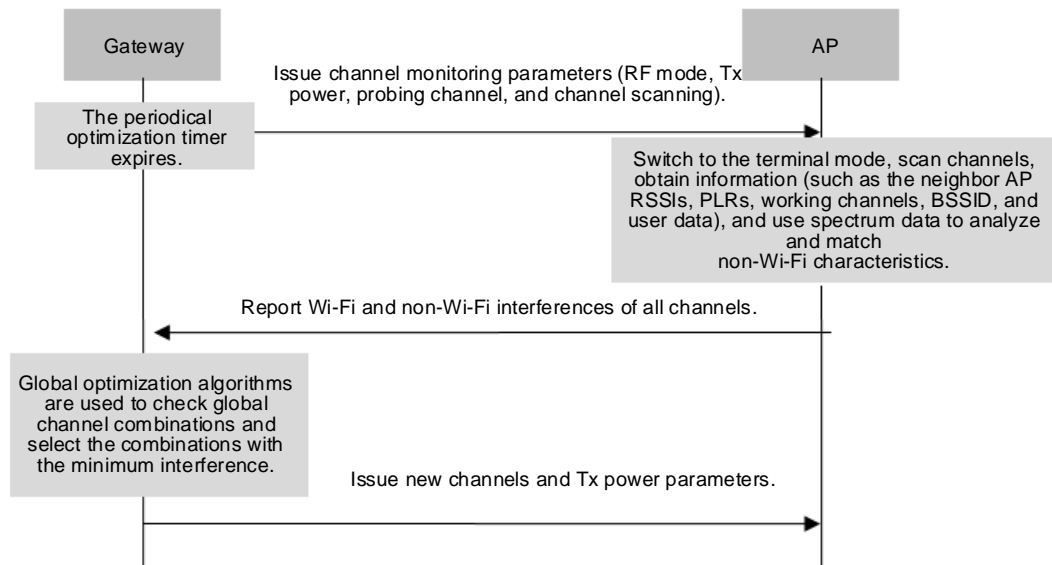 Gateway
AP
Issue channel monitoring parameters (RF mode, Tx
power, probing channel, and channel scanning).
The periodical
optimization timer
expires.
Switch to the terminal mode, scan channels,
obtain information (such as the neighbor AP
RSSIs, PLRs, working channels, BSSID, and
user data), and use spectrum data to analyze
and match
non-Wi-Fi characteristics.
Report Wi-Fi and non-Wi-Fi interferences of all channels.
Global optimization algorithms
are used to check global
channel combinations and
select the combinations with
the minimum interference.
Issue new channels and Tx power parameters.